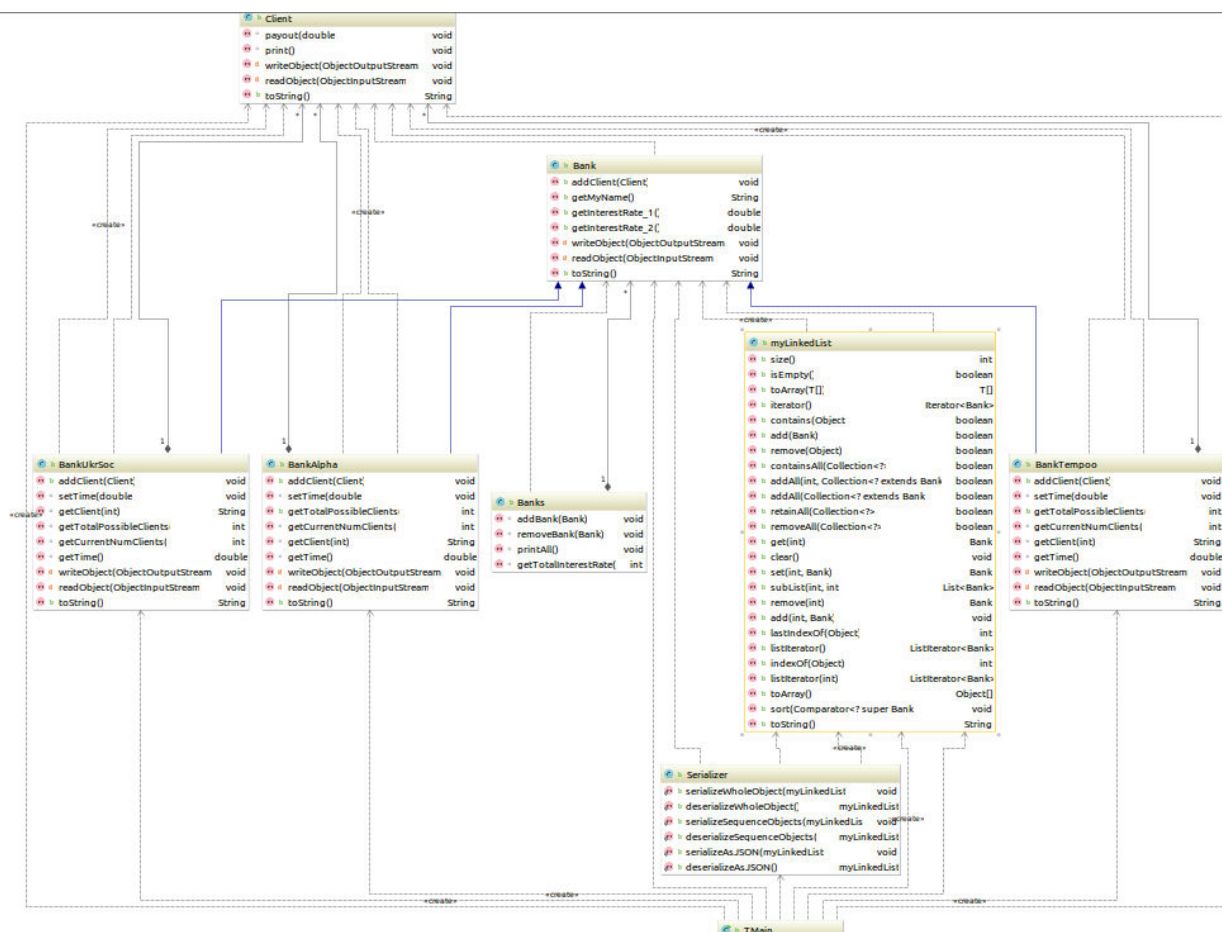 Client
payout(double void
print() void
writeObject(ObjectOutputStream void
readObject(ObjectInputStream void
toString() String
* * *
«create»
Bank
addClient(Client) void
getMyName() String
getInterestRate_1() double
getInterestRate_2() double
writeObject(ObjectOutputStream void
readObject(ObjectInputStream void
toString() String
«create»
«create»
*
«create»
myLinkedList
size() int
isEmpty( boolean
toArray(T[]) T[]
iterator() Iterator<Bank>
contains(Object boolean
add(Bank) boolean
remove(Object) boolean
containsAll(Collection<?> boolean
addAll(int, Collection<? extends Bank boolean
addAll(Collection<? extends Bank boolean
retainAll(Collection<?> boolean
removeAll(Collection<?> boolean
get(int) Bank
clear() void
set(int, Bank) Bank
subList(int, int List<Bank>
remove(int) Bank
add(int, Bank) void
lastIndexOf(Object) int
listIterator() ListIterator<Bank>
indexOf(Object) int
listIterator(int) ListIterator<Bank>
toArray() Object[]
sort(Comparator<? super Bank void
toString() String
1
BankUkrSoc
addClient(Client) void
setTime(double void
getClient(int) String
getTotalPossibleClients( int
getCurrentNumClients( int
getTime() double
writeObject(ObjectOutputStream void
readObject(ObjectInputStream void
toString() String
«create»
1
BankAlpha
addClient(Client) void
setTime(double void
getTotalPossibleClients( int
getCurrentNumClients( int
getClient(int) String
getTime() double
writeObject(ObjectOutputStream void
readObject(ObjectInputStream void
toString() String
1
Banks
addBank(Bank) void
removeBank(Bank) void
printAll() void
getTotalInterestRate( int
1
BankTempoo
addClient(Client) void
setTime(double void
getTotalPossibleClients( int
getCurrentNumClients( int
getClient(int) String
getTime() double
writeObject(ObjectOutputStream void
readObject(ObjectInputStream void
toString() String
«create»
Serializer
serializeWholeObject(myLinkedList void
deserializeWholeObject( myLinkedList
serializeSequenceObjects(myLinkedLis void
deserializeSequenceObjects( myLinkedList
serializeAsJSON(myLinkedList void
deserializeAsJSON() myLinkedList
«create»
«create»
«create»
«create»
TMain